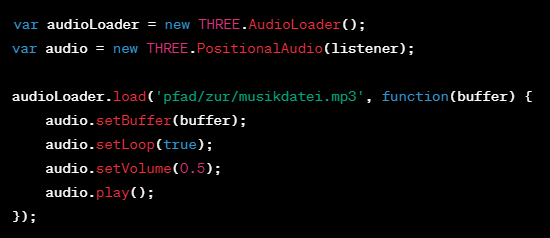 var audioLoader = new THREE.AudioLoader();
var audio = new THREE.PositionalAudio(listener);
audioLoader.load('pfad/zur/musikdatei.mp3', function(buffer) {
    audio.setBuffer(buffer);
    audio.setLoop(true);
    audio.setVolume(0.5);
    audio.play();
});